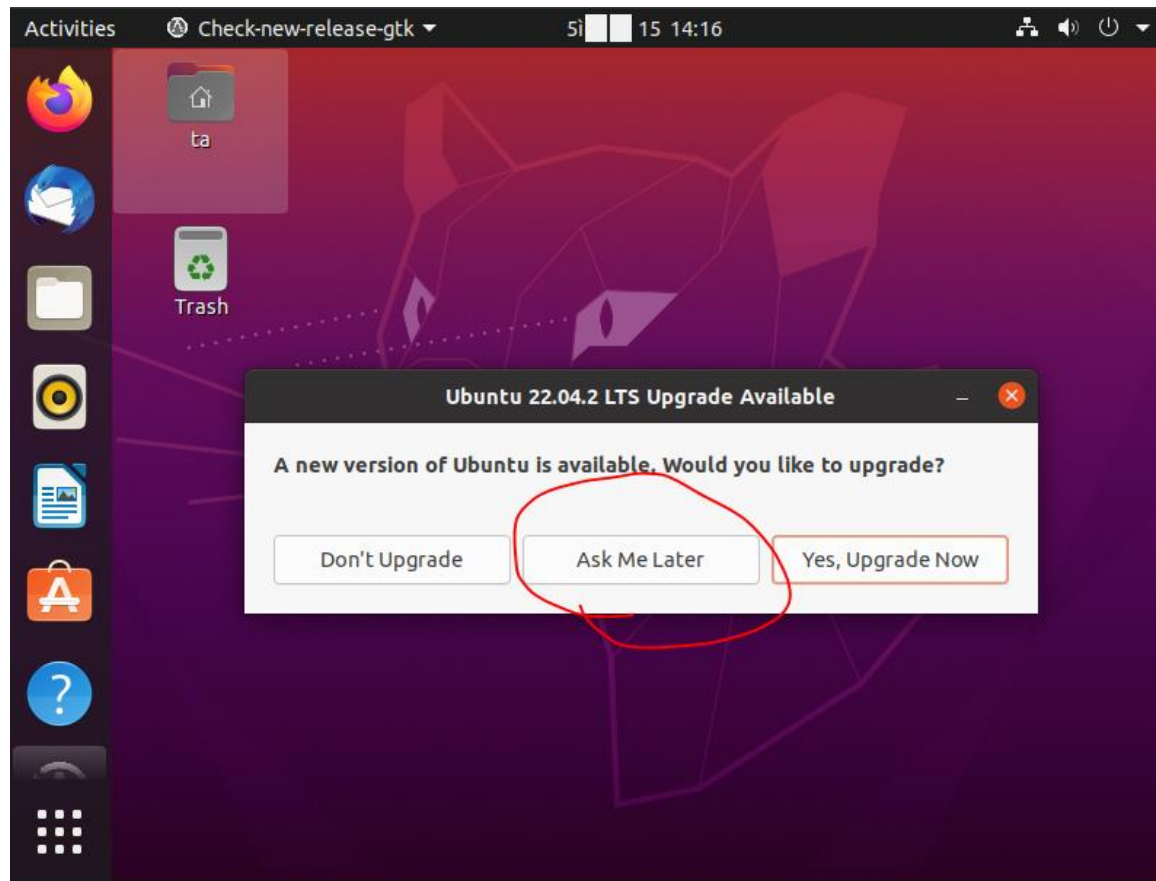 Activities Check-new-release-gtk 5ì 15 14:16
ta
Trash
Ubuntu 22.04.2 LTS Upgrade Available
A new version of Ubuntu is available. Would you like to upgrade?
Don't Upgrade Ask Me Later Yes, Upgrade Now